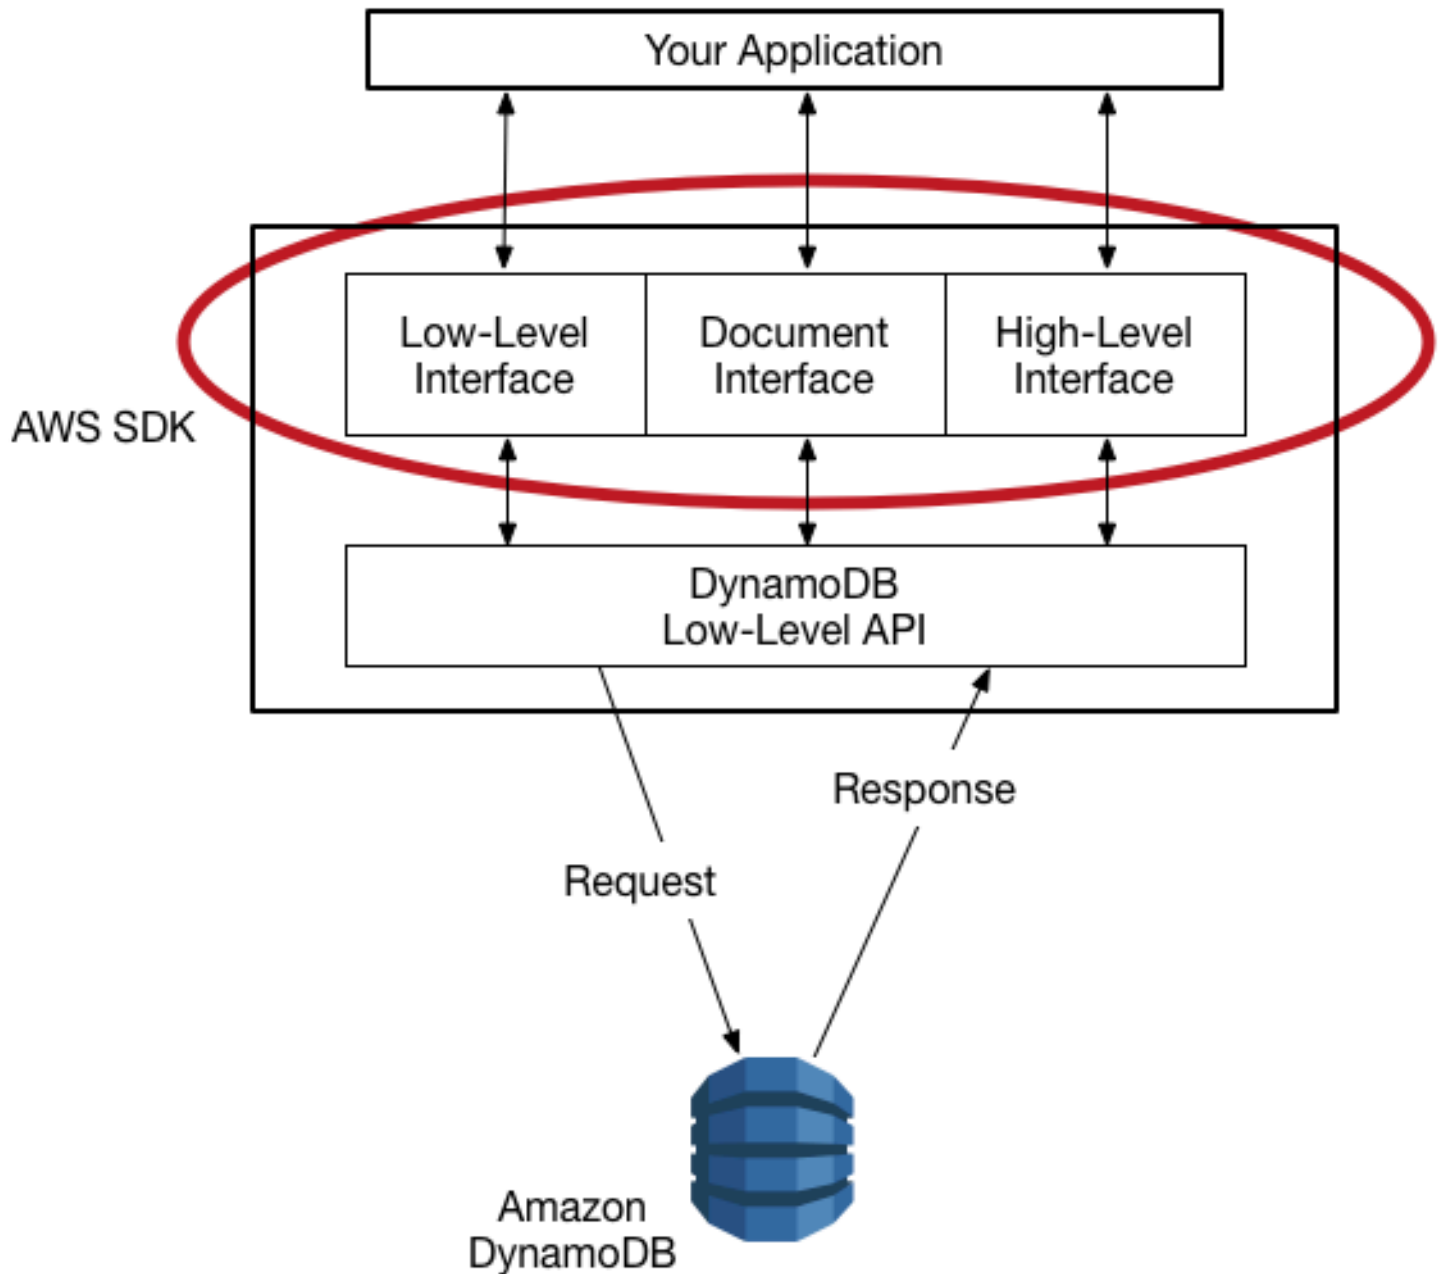 Your Application
Low-Level
Interface
Document
Interface
High-Level
Interface
AWS SDK
DynamoDB
Low-Level API
Response
Request
Amazon
DynamoDB